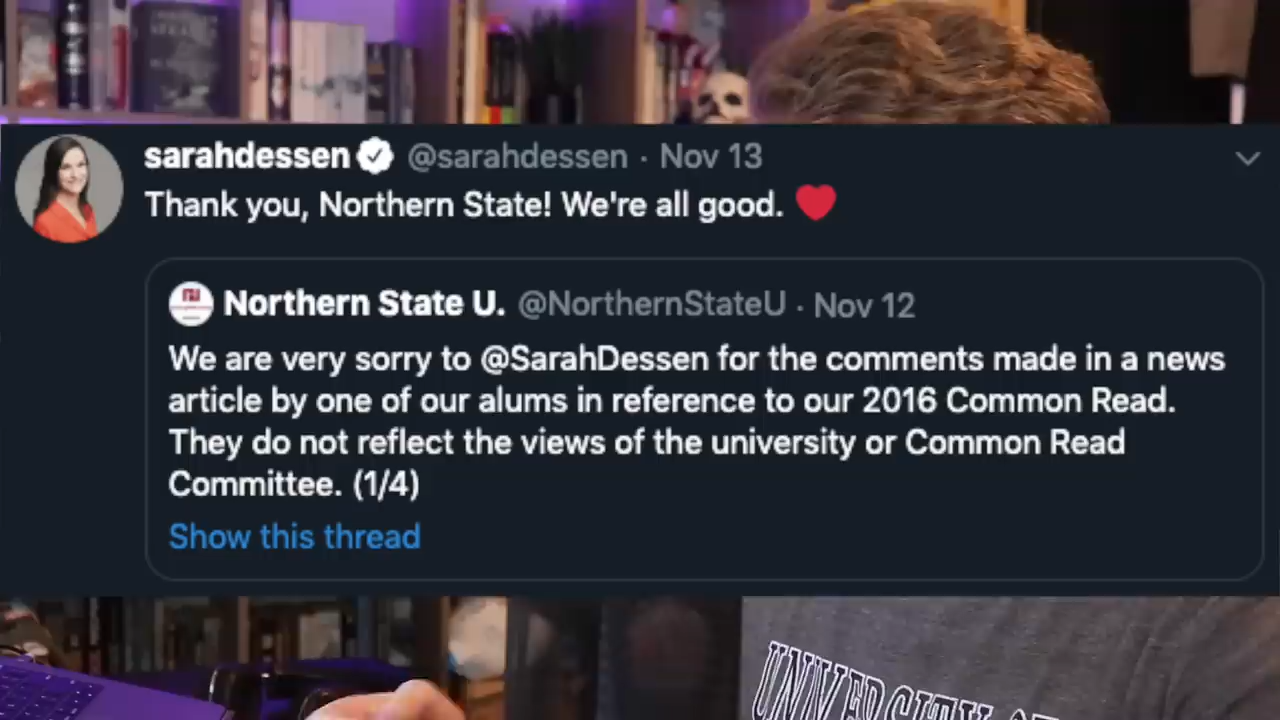 sarahdessen @sarahdessen · Nov 13
Thank you, Northern State! We're all good. ❤️
Northern State U. @NorthernStateU · Nov 12
We are very sorry to @SarahDessen for the comments made in a news
article by one of our alums in reference to our 2016 Common Read.
They do not reflect the views of the university or Common Read
Committee. (1/4)
Show this thread
UNIVERSITY OF